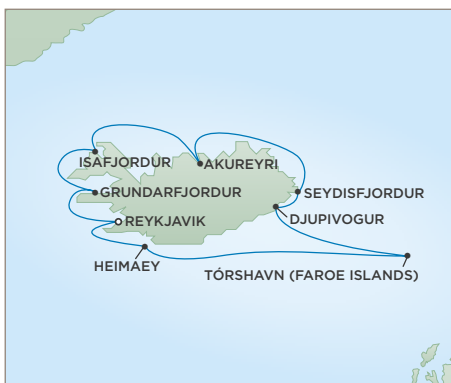 ISAFJORDUR
AKUREYRI
GRUNDARFJORDUR
SEYDISFJORDUR
REYKJAVIK
DJUPIVOGUR
HEIMAEY
TÓRSHAVN (FAROE ISLANDS)